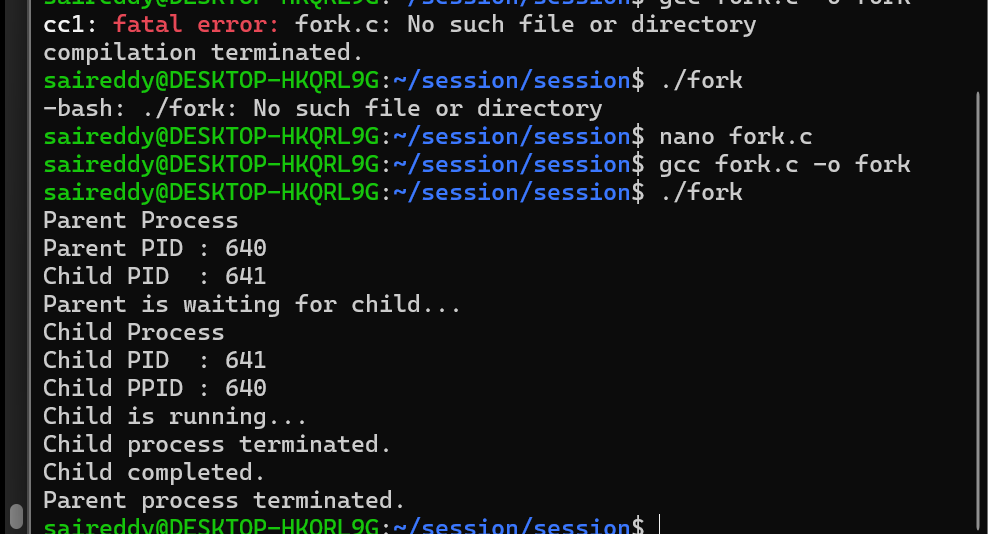 saireddy@DESKTOP-HKQRL9G:~/session/session$ gcc fork.c -o fork
cc1: fatal error: fork.c: No such file or directory
compilation terminated.
saireddy@DESKTOP-HKQRL9G:~/session/session$ ./fork
-bash: ./fork: No such file or directory
saireddy@DESKTOP-HKQRL9G:~/session/session$ nano fork.c
saireddy@DESKTOP-HKQRL9G:~/session/session$ gcc fork.c -o fork
saireddy@DESKTOP-HKQRL9G:~/session/session$ ./fork
Parent Process
Parent PID : 640
Child PID  : 641
Parent is waiting for child...
Child Process
Child PID  : 641
Child PPID : 640
Child is running...
Child process terminated.
Child completed.
Parent process terminated.
saireddy@DESKTOP-HKQRL9G:~/session/session$